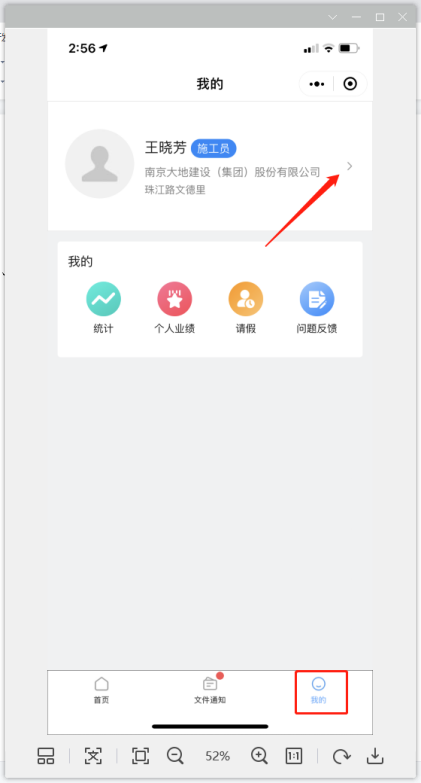 2:56
我的
王晓芳 施工员
南京大地建设（集团）股份有限公司
珠江路文德里
我的
统计 个人业绩 请假 问题反馈
首页 文件通知 我的
52% 1:1